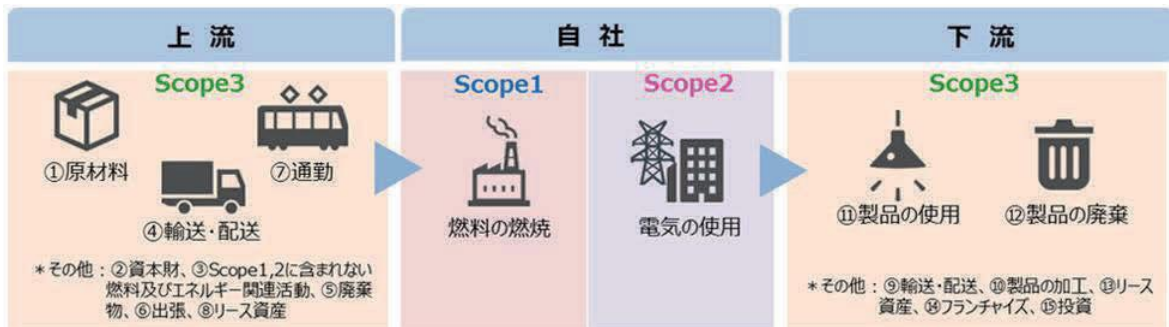 上 流
Scope3
①原材料
⑦通勤
④輸送・配送
＊その他：②資本財、③Scope1,2に含まれない
燃料及びエネルギー関連活動、⑤廃棄
物、⑥出張、⑧リース資産
自 社
Scope1
燃料の燃焼
Scope2
電気の使用
下 流
Scope3
⑪製品の使用
⑫製品の廃棄
＊その他：⑨輸送・配送、⑩製品の加工、⑬リース
資産、⑭フランチャイズ、⑮投資